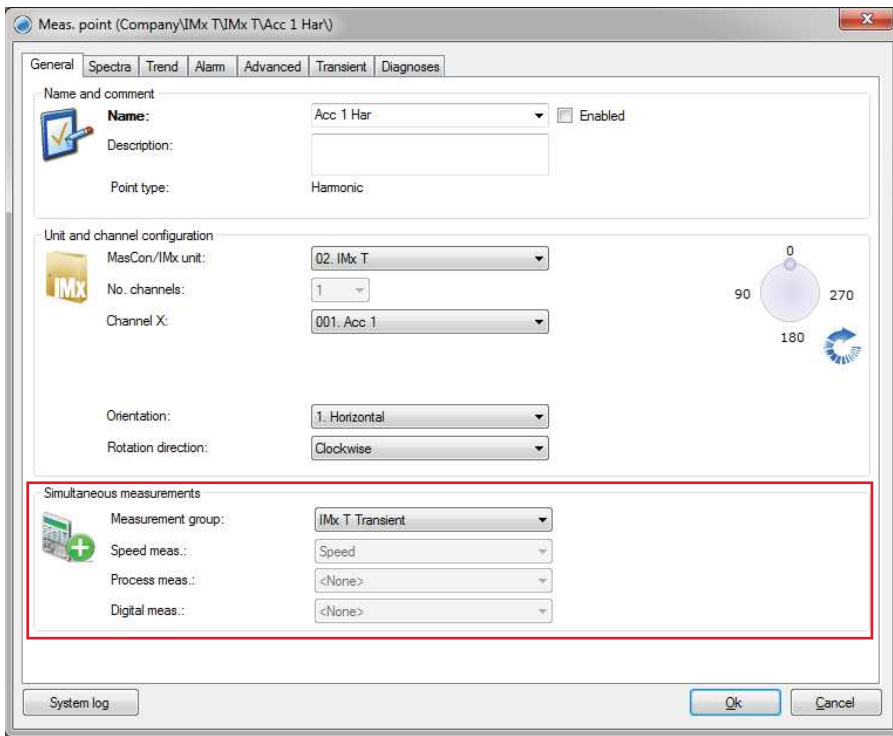 Meas. point (Company\IMx T\IMx T\Acc 1 Har\)
General Spectra Trend Alarm Advanced Transient Diagnoses
Name and comment
Name: Acc 1 Har Enabled
Description:
Point type: Harmonic
Unit and channel configuration
MasCon/IMx unit: 02. IMx T
IMx
No. channels: 1
Channel X: 001. Acc 1
0
90 270
180
Orientation: 1. Horizontal
Rotation direction: Clockwise
Simultaneous measurements
Measurement group: IMx T Transient
Speed meas.: Speed
Process meas.: <None>
Digital meas.: <None>
System log Ok Cancel